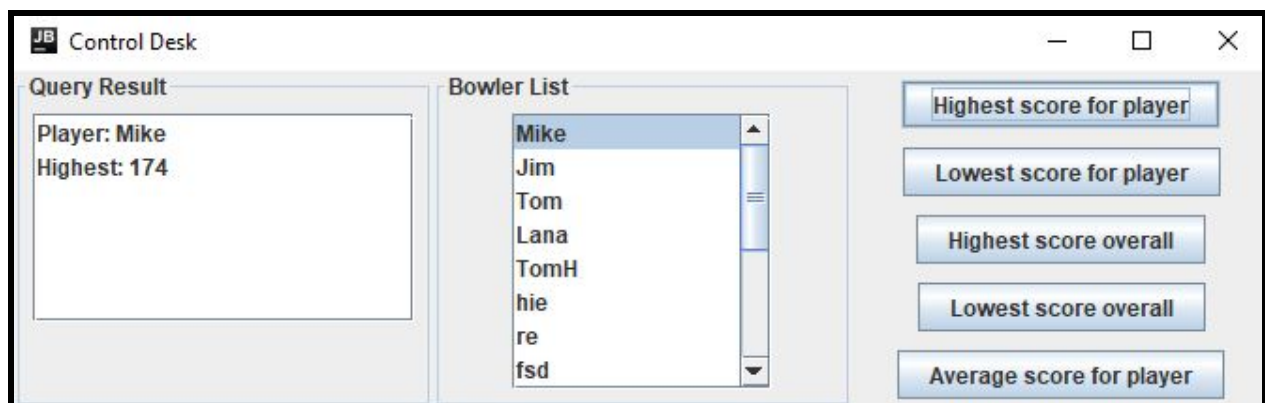 JB Control Desk
Query Result
Player: Mike
Highest: 174
Bowler List
Mike
Jim
Tom
Lana
TomH
hie
re
fsd
Highest score for player
Lowest score for player
Highest score overall
Lowest score overall
Average score for player